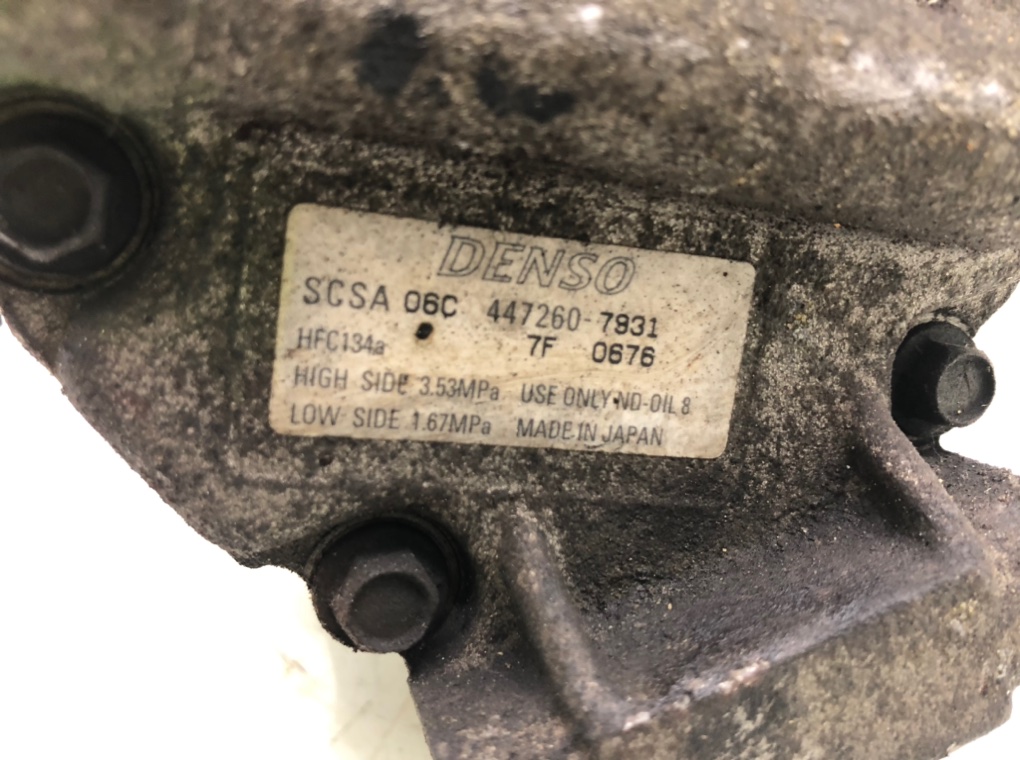 DENSO
SCSA 06C 447260-7931
HFC134a 7F 0676
HIGH SIDE 3.53MPa USE ONLY ND-OIL 8
LOW SIDE 1.67MPa MADE IN JAPAN